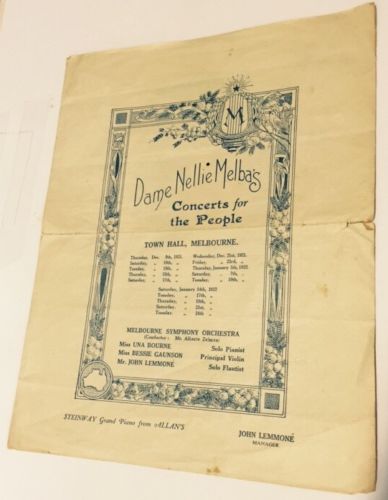 M
Dame Nellie Melba's
Concerts for
the People
TOWN HALL, MELBOURNE.
Thursday, Dec. 8th, 1921. Wednesday, Dec. 21st, 1921.
Saturday, „ 10th, „ Friday, „ 23rd, „
Tuesday, „ 13th, „ Thursday, January 5th, 1922.
Thursday, „ 15th, „ Saturday, „ 7th, „
Saturday, „ 17th, „ Tuesday, „ 10th, „
Saturday, January 14th, 1922
Tuesday, „ 17th, „
Thursday, „ 19th, „
Saturday, „ 21st, „
Tuesday, „ 24th „
MELBOURNE SYMPHONY ORCHESTRA
(Conductor : Mr. Alberto Zelman)
Miss UNA BOURNE Solo Pianist
Miss BESSIE GAUNSON Principal Violin
Mr. JOHN LEMMONE Solo Flautist
STEINWAY Grand Piano from ALLAN'S
JOHN LEMMONE
MANAGER